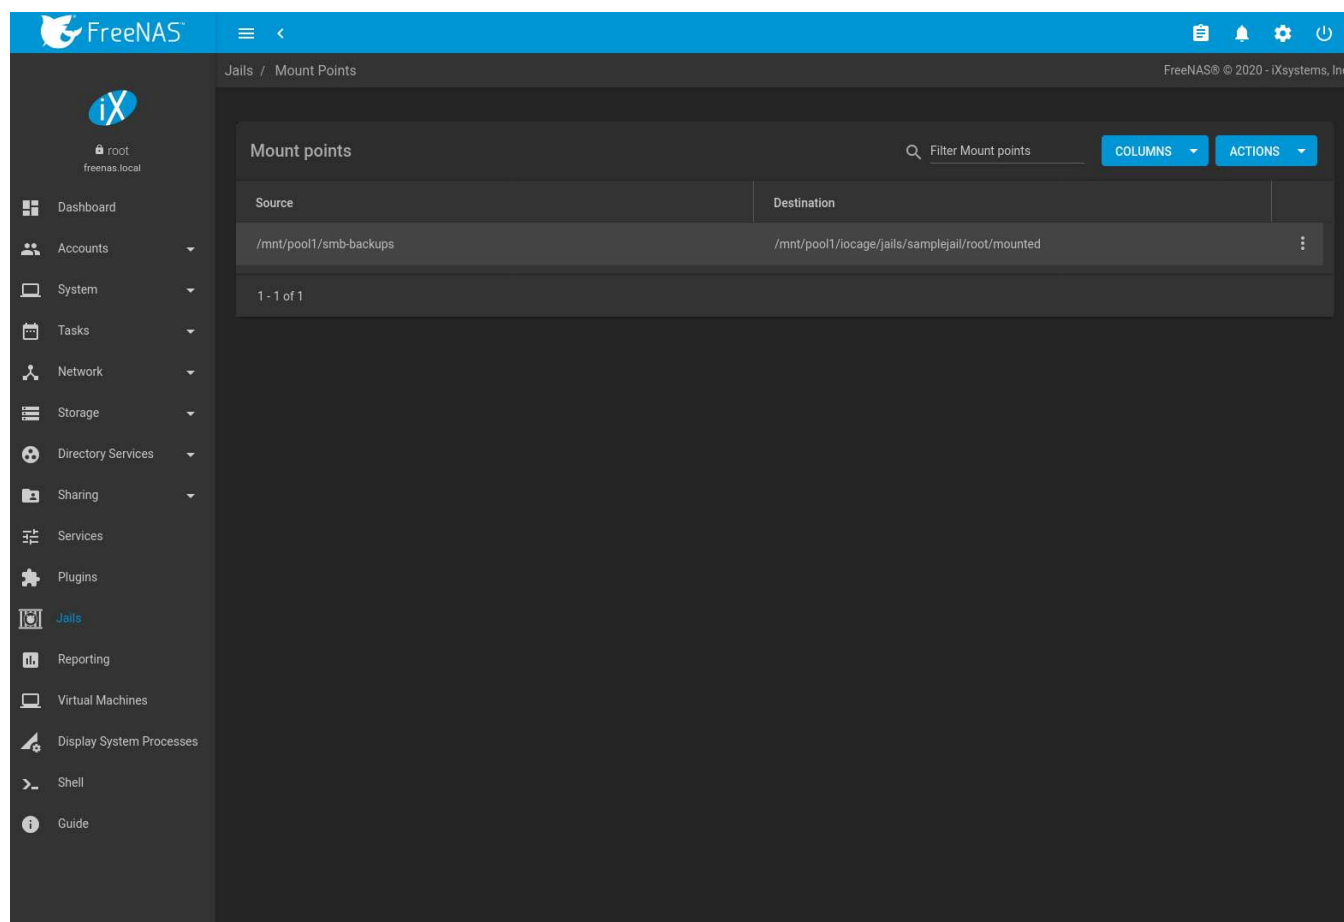 FreeNAS™
Jails / Mount Points
FreeNAS® © 2020 - iXsystems, Inc
iX
root
freenas.local
Dashboard
Accounts
System
Tasks
Network
Storage
Directory Services
Sharing
Services
Plugins
Jails
Reporting
Virtual Machines
Display System Processes
Shell
Guide
Mount points
Filter Mount points
COLUMNS
ACTIONS
Source Destination
/mnt/pool1/smb-backups /mnt/pool1/iocage/jails/samplejail/root/mounted
1 - 1 of 1